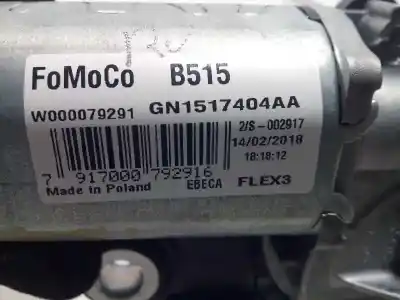 FoMoCo B515
W000079291 GN1517404AA
2/S-002917
14/02/2018
18:18:12
7 917000 792916
Made in Poland EBECA FLEX3